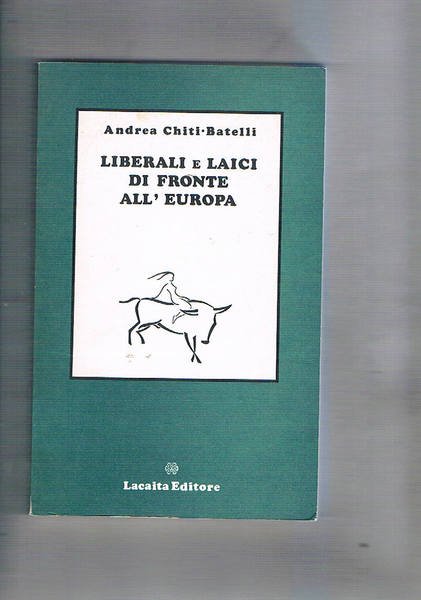 Andrea Chiti-Batelli
LIBERALI E LAICI
DI FRONTE
ALL' EUROPA
Lacaita Editore